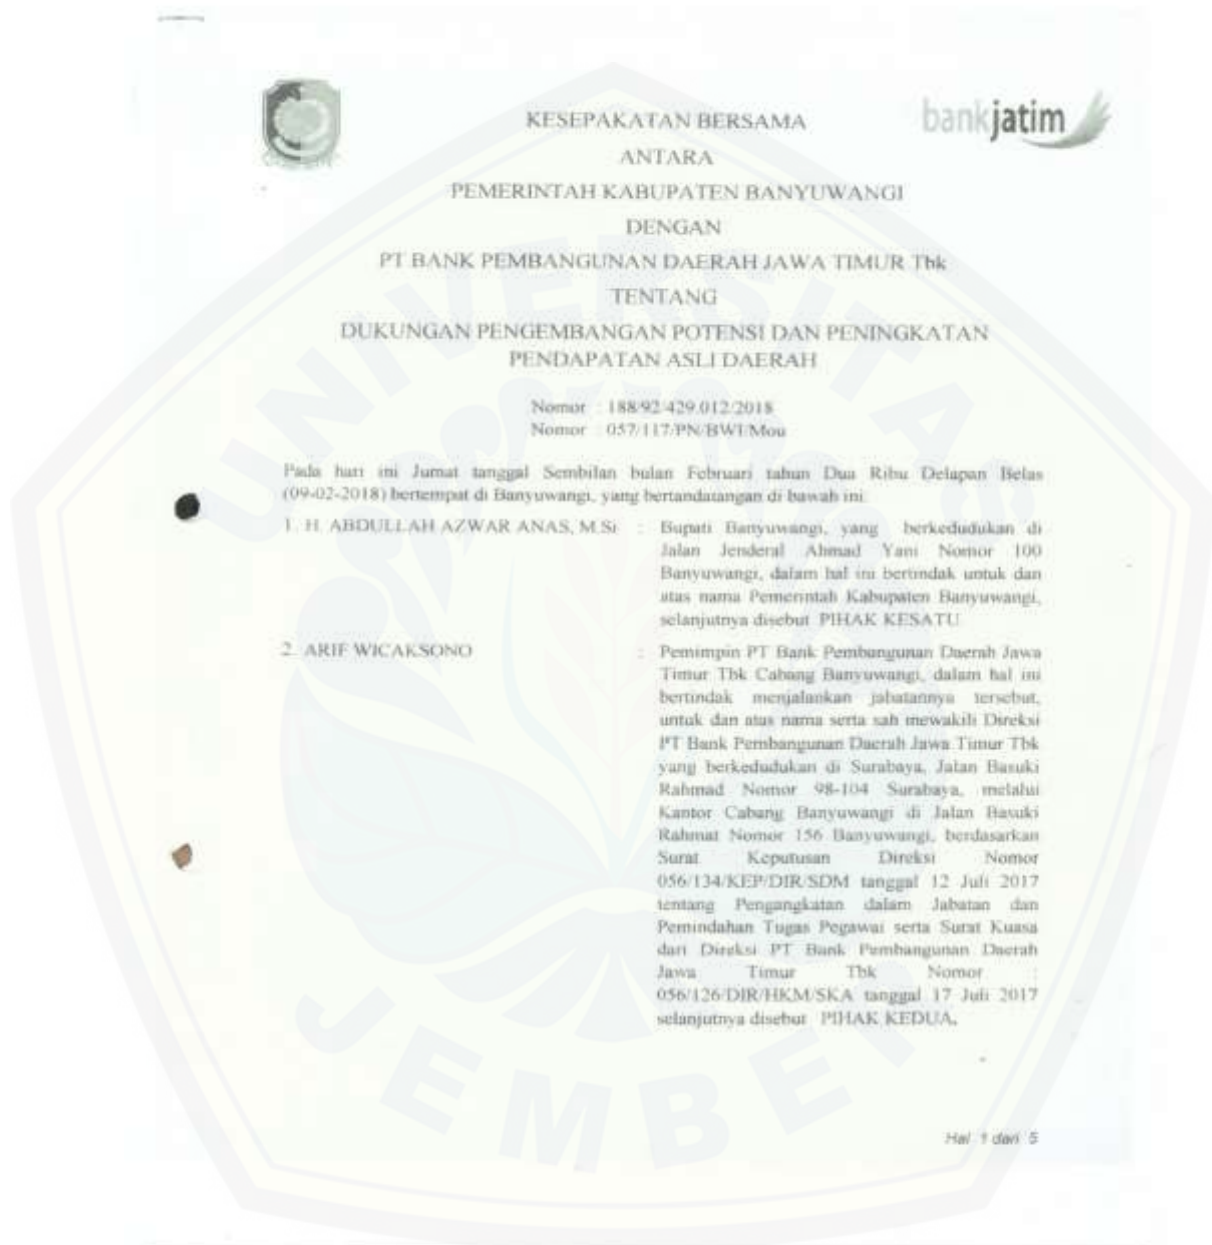 bankjatim
KESEPAKATAN BERSAMA
ANTARA
PEMERINTAH KABUPATEN BANYUWANGI
DENGAN
PT BANK PEMBANGUNAN DAERAH JAWA TIMUR Tbk
TENTANG
DUKUNGAN PENGEMBANGAN POTENSI DAN PENINGKATAN
PENDAPATAN ASLI DAERAH
Nomor : 188/92/429.012/2018
Nomor : 057/117/PN/BWI/Mou
Pada hari ini Jumat tanggal Sembilan bulan Februari tahun Dua Ribu Delapan Belas
(09-02-2018) bertempat di Banyuwangi, yang bertandatangan di bawah ini:
1. H. ABDULLAH AZWAR ANAS, M.Si : Bupati Banyuwangi, yang berkedudukan di
Jalan Jenderal Ahmad Yani Nomor 100
Banyuwangi, dalam hal ini bertindak untuk dan
atas nama Pemerintah Kabupaten Banyuwangi,
selanjutnya disebut PIHAK KESATU
2. ARIF WICAKSONO : Pemimpin PT Bank Pembangunan Daerah Jawa
Timur Tbk Cabang Banyuwangi, dalam hal ini
bertindak menjalankan jabatannya tersebut,
untuk dan atas nama serta sah mewakili Direksi
PT Bank Pembangunan Daerah Jawa Timur Tbk
yang berkedudukan di Surabaya, Jalan Basuki
Rahmad Nomor 98-104 Surabaya, melalui
Kantor Cabang Banyuwangi di Jalan Basuki
Rahmat Nomor 156 Banyuwangi, berdasarkan
Surat Keputusan Direksi Nomor
056/134/KEP/DIR/SDM tanggal 12 Juli 2017
tentang Pengangkatan dalam Jabatan dan
Pemindahan Tugas Pegawai serta Surat Kuasa
dari Direksi PT Bank Pembangunan Daerah
Jawa Timur Tbk Nomor :
056/126/DIR/HKM/SKA tanggal 17 Juli 2017
selanjutnya disebut PIHAK KEDUA.
Hal 1 dari 5
UNIVERSITAS
JEMBER